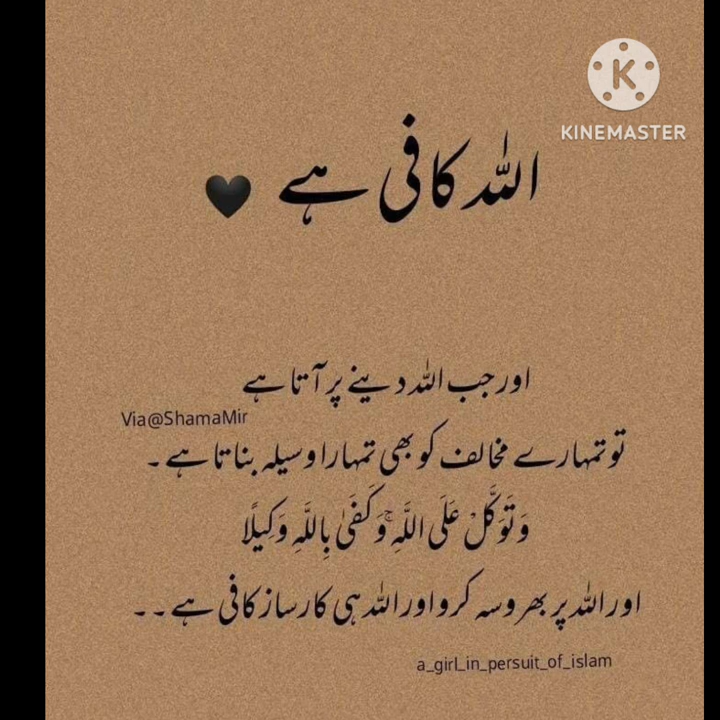 KINEMASTER
اللہ کافی ہے 🖤
اور جب اللہ دینے پر آتا ہے
Via@ShamaMir
تو تمہارے مخالف کو بھی تمہارا وسیلہ بناتا ہے ۔
وَتَوَكَّلْ عَلَى اللَّهِ ۚ وَكَفَىٰ بِاللَّهِ وَكِيلًا
اور اللہ پر بھروسہ کرو اور اللہ ہی کارساز کافی ہے ۔ ۔
a_girl_in_persuit_of_islam